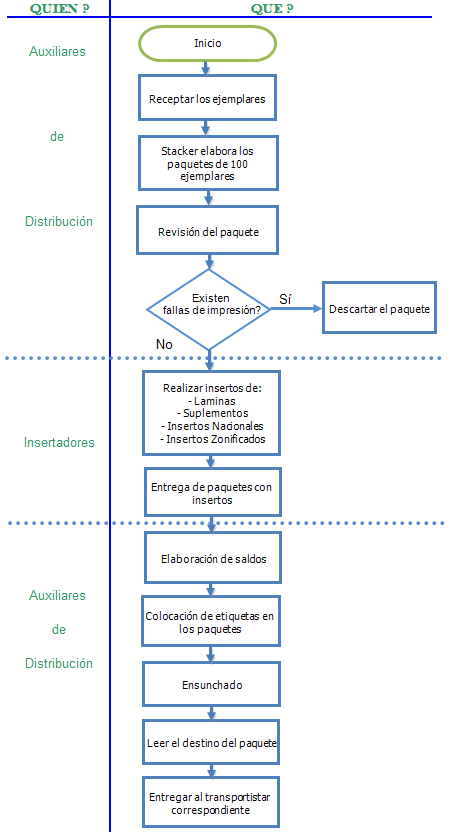 QUIEN ?
QUE ?
Auxiliares
de
Distribución
Inicio
Receptar los ejemplares
Stacker elabora los
paquetes de 100
ejemplares
Revisión del paquete
Existen
fallas de impresión?
Sí
Descartar el paquete
No
Insertadores
Realizar insertos de:
- Laminas
- Suplementos
- Insertos Nacionales
- Insertos Zonificados
Entrega de paquetes con
insertos
Auxiliares
de
Distribución
Elaboración de saldos
Colocación de etiquetas en
los paquetes
Ensunchado
Leer el destino del paquete
Entregar al transportistar
correspondiente